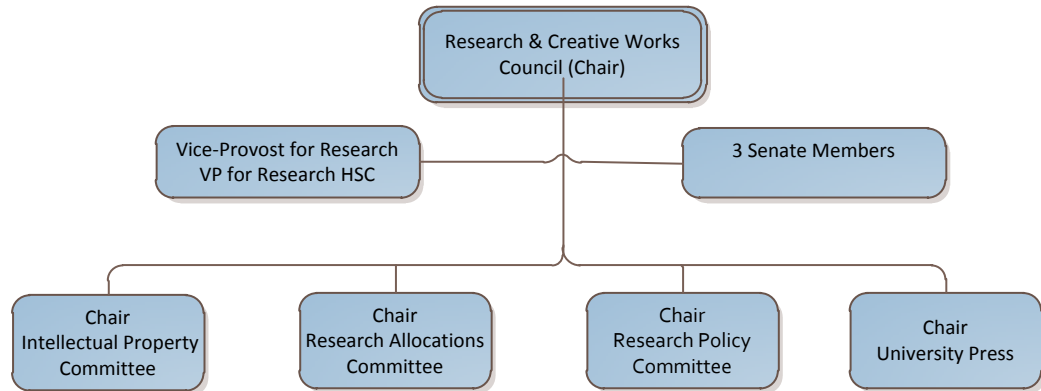 Research & Creative Works
Council (Chair)
Vice-Provost for Research
VP for Research HSC
3 Senate Members
Chair
Intellectual Property
Committee
Chair
Research Allocations
Committee
Chair
Research Policy
Committee
Chair
University Press